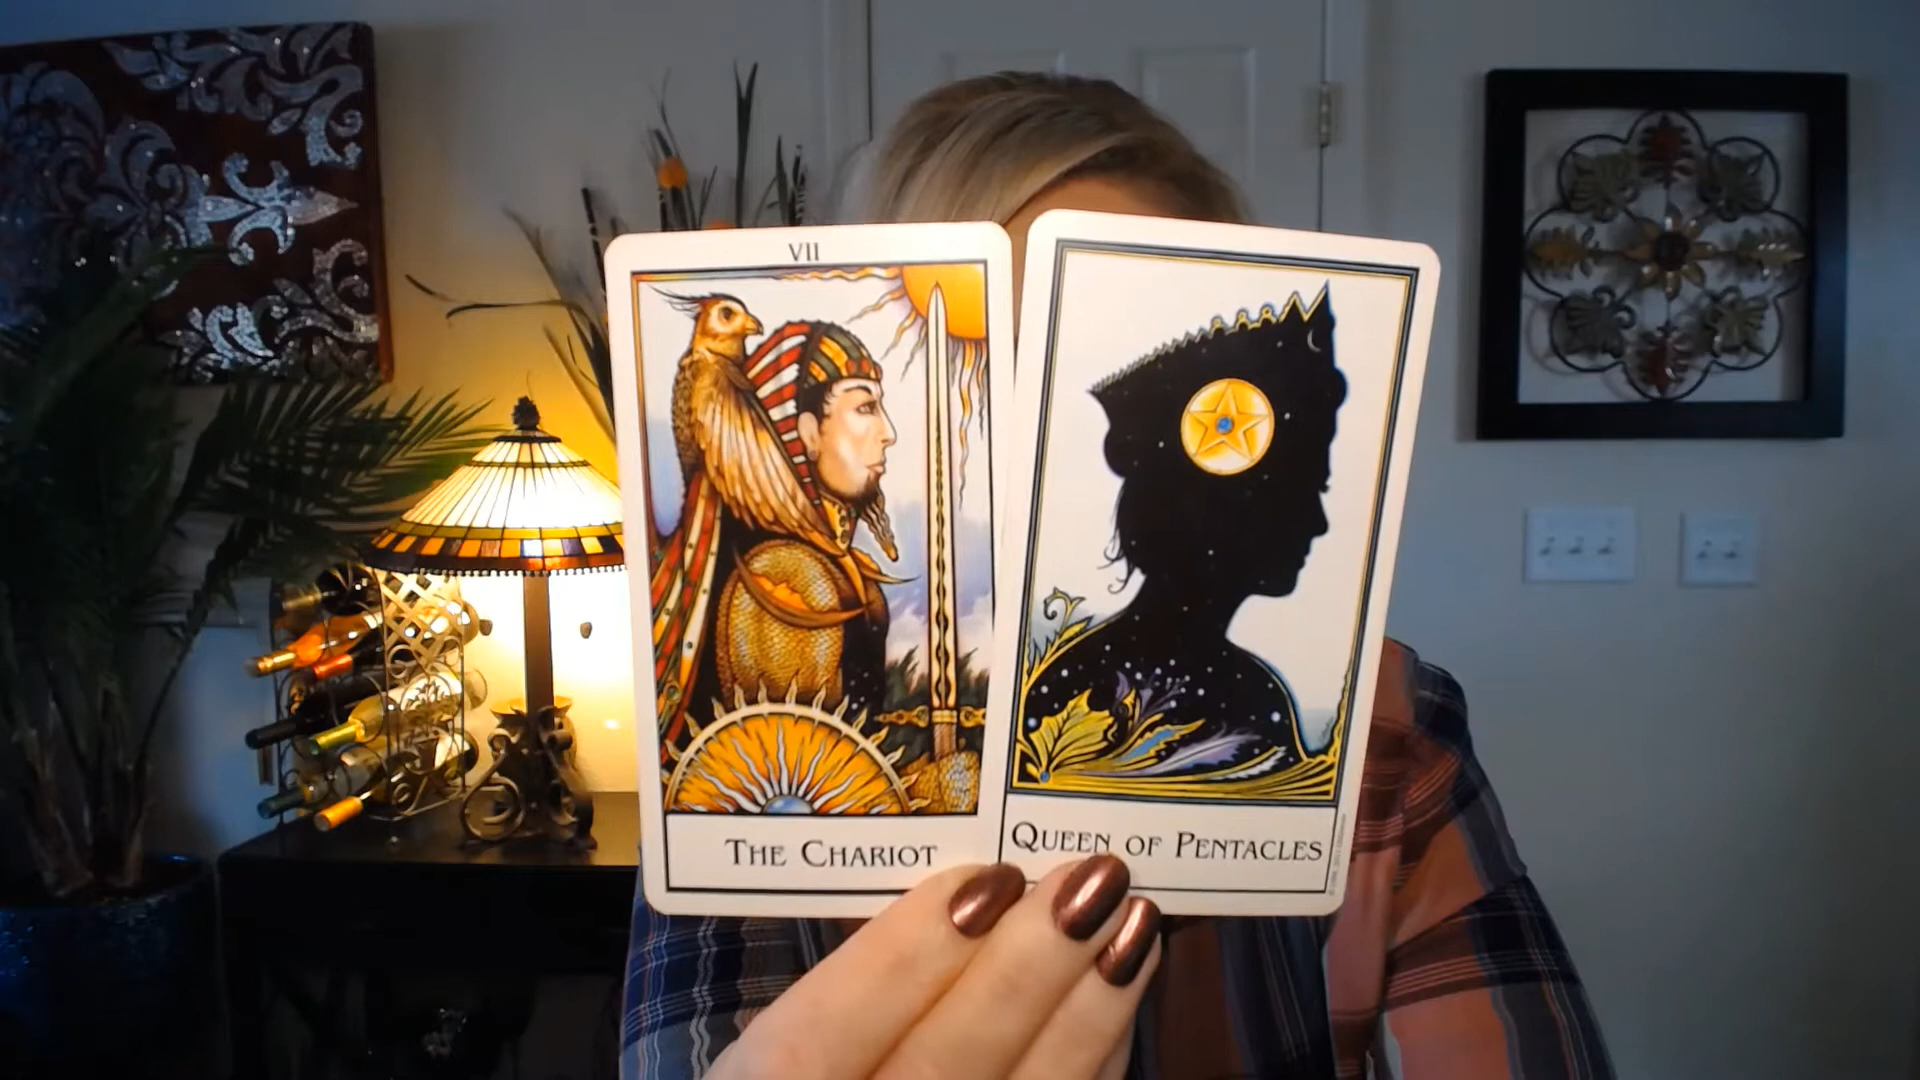 VII
THE CHARIOT
QUEEN OF PENTACLES